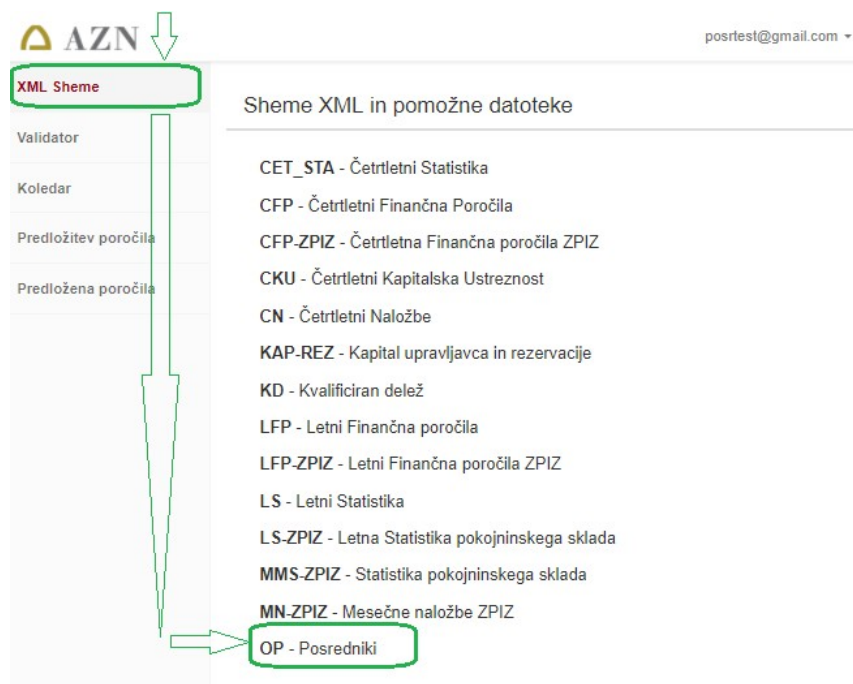 AZN
posrtest@gmail.com
XML Sheme
Validator
Koledar
Predložitev poročila
Predložena poročila
Sheme XML in pomožne datoteke
CET_STA - Četrtletni Statistika
CFP - Četrtletni Finančna Poročila
CFP-ZPIZ - Četrtletna Finančna poročila ZPIZ
CKU - Četrtletni Kapitalska Ustreznost
CN - Četrtletni Naložbe
KAP-REZ - Kapital upravljavca in rezervacije
KD - Kvalificiran delež
LFP - Letni Finančna poročila
LFP-ZPIZ - Letni Finančna poročila ZPIZ
LS - Letni Statistika
LS-ZPIZ - Letna Statistika pokojninskega sklada
MMS-ZPIZ - Statistika pokojninskega sklada
MN-ZPIZ - Mesečne naložbe ZPIZ
OP - Posredniki